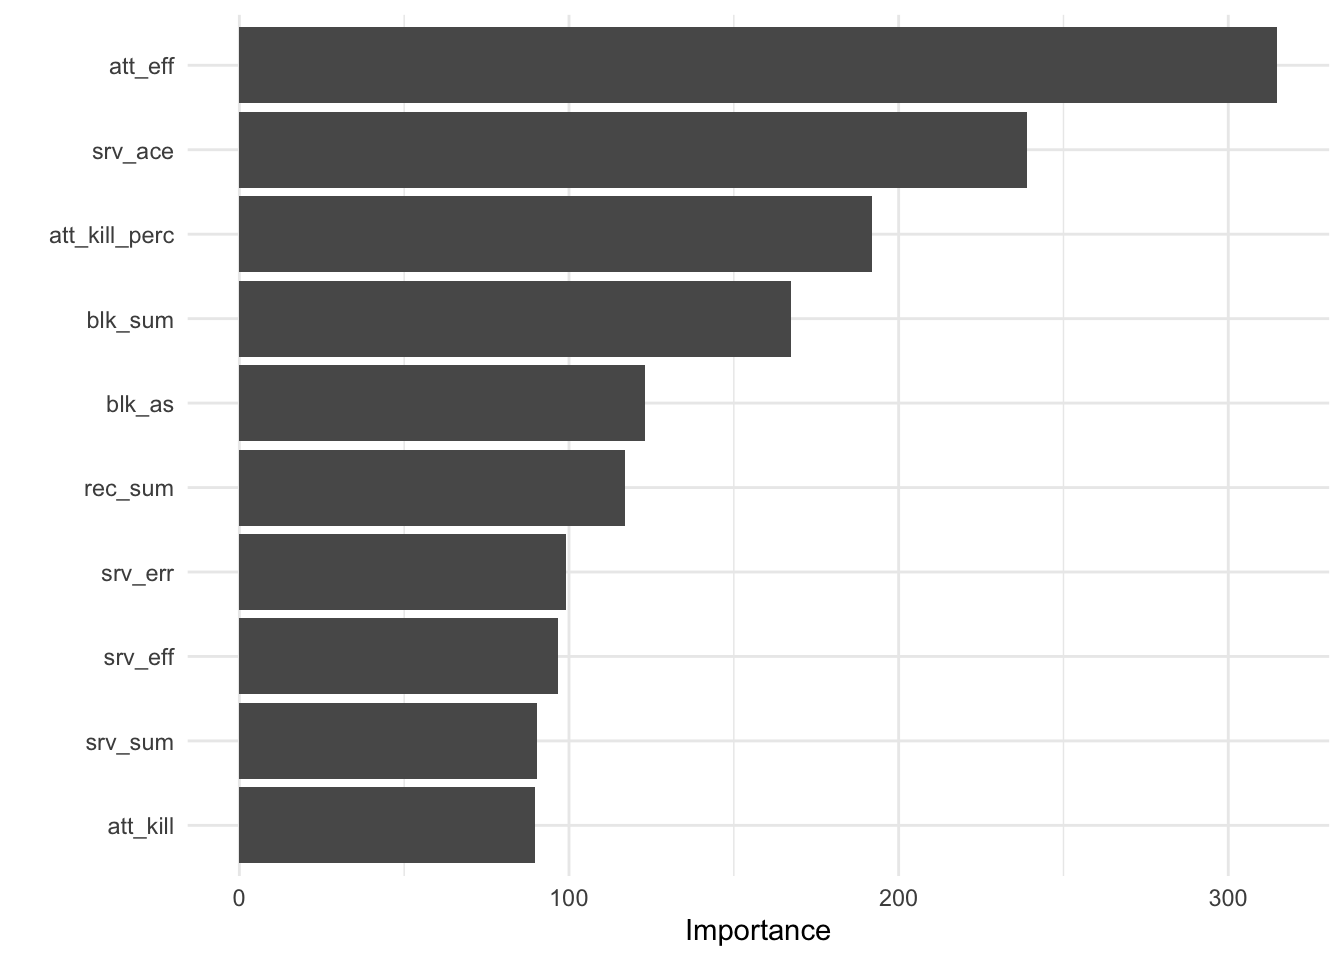 att_eff
srv_ace
att_kill_perc
blk_sum
blk_as
rec_sum
srv_err
srv_eff
srv_sum
att_kill
0 100 200 300
Importance